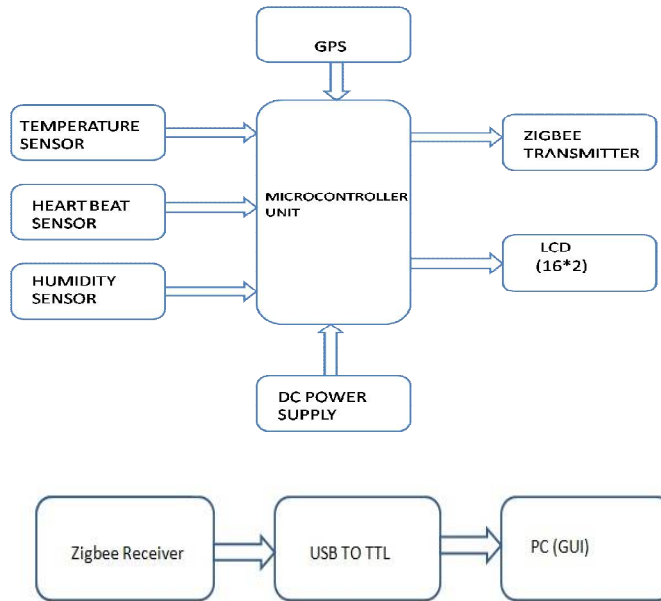 GPS
TEMPERATURE
SENSOR
ZIGBEE
TRANSMITTER
HEART BEAT
SENSOR
MICROCONTROLLER
UNIT
LCD
(16*2)
HUMIDITY
SENSOR
DC POWER
SUPPLY
Zigbee Receiver
USB TO TTL
PC (GUI)